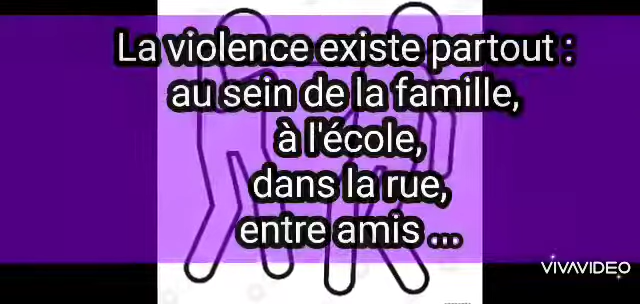 La violence existe partout :
au sein de la famille,
à l'école,
dans la rue,
entre amis ...
VIVAVIDEO